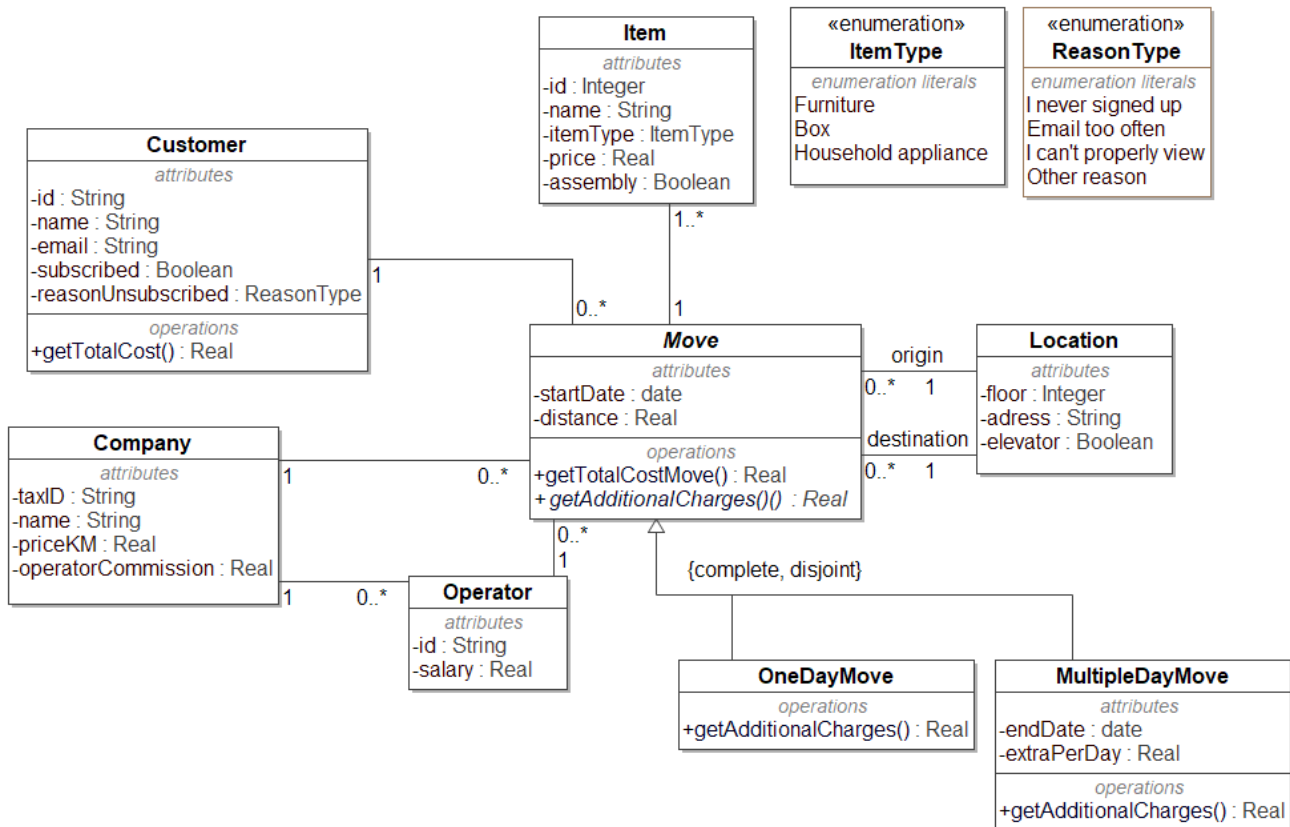 Item
attributes
-id : Integer
-name : String
-itemType : ItemType
-price : Real
-assembly : Boolean
«enumeration»
ItemType
enumeration literals
Furniture
Box
Household appliance
«enumeration»
ReasonType
enumeration literals
I never signed up
Email too often
I can't properly view
Other reason
Customer
attributes
-id : String
-name : String
-email : String
-subscribed : Boolean
-reasonUnsubscribed : ReasonType
operations
+getTotalCost() : Real
1
0..*
1..*
1
Move
attributes
-startDate : date
-distance : Real
operations
+getTotalCostMove() : Real
+getAdditionalCharges()() : Real
origin
0..* 1
destination
0..* 1
Location
attributes
-floor : Integer
-adress : String
-elevator : Boolean
Company
attributes
-taxID : String
-name : String
-priceKM : Real
-operatorCommission : Real
1
0..*
1
0..*
0..*
1
Operator
attributes
-id : String
-salary : Real
{complete, disjoint}
OneDayMove
operations
+getAdditionalCharges() : Real
MultipleDayMove
attributes
-endDate : date
-extraPerDay : Real
operations
+getAdditionalCharges() : Real